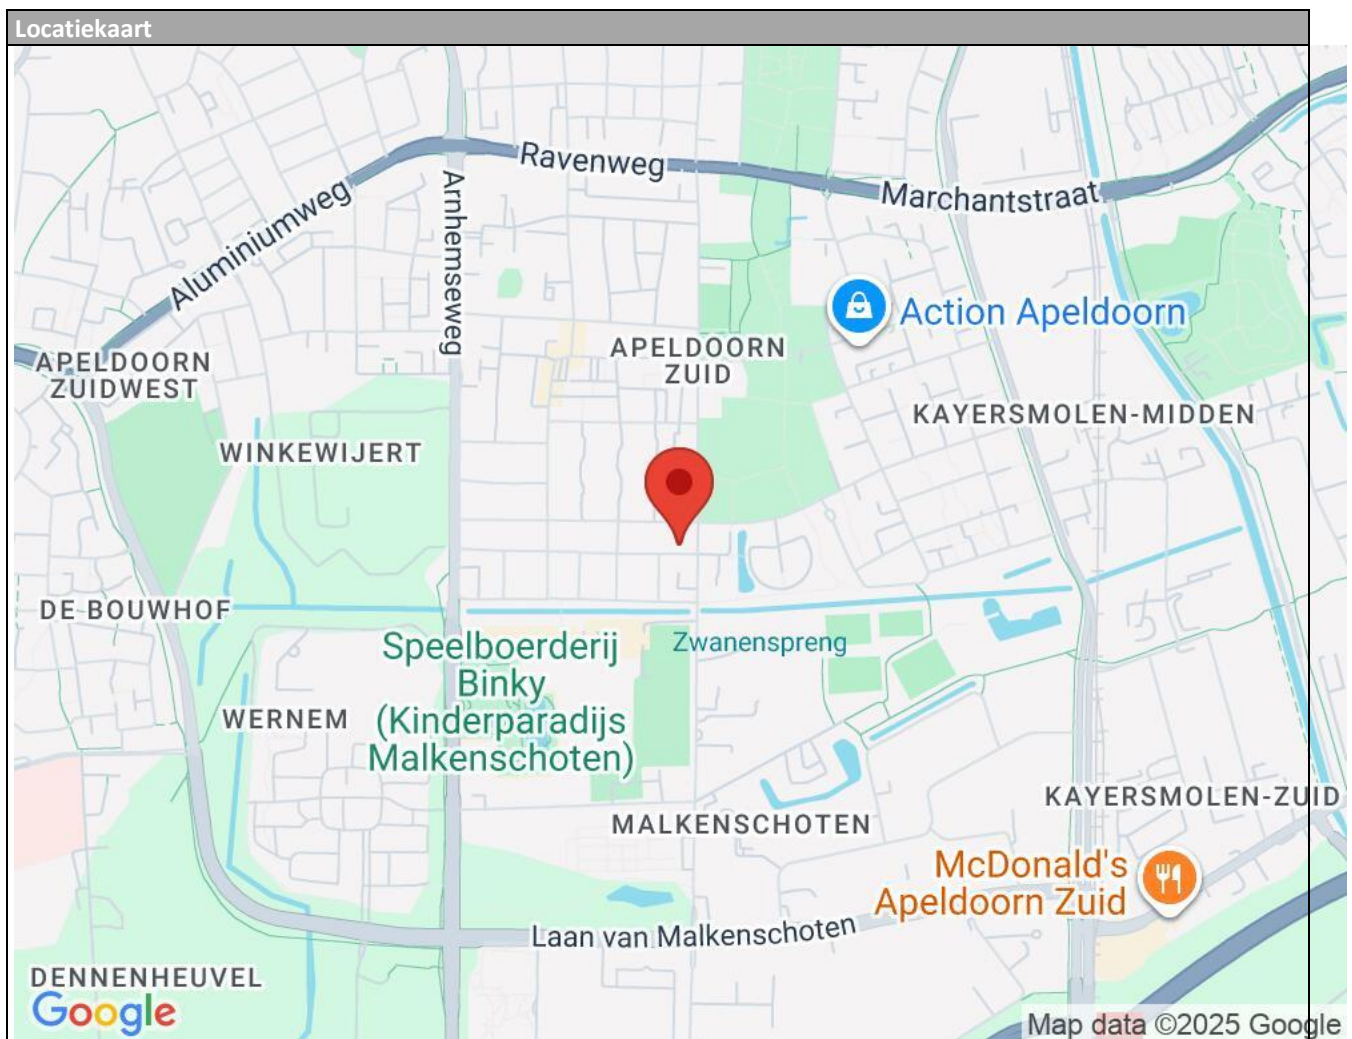 Locatiekaart
Ravenweg
Marchantstraat
Aluminiumweg
Arnhemseweg
Action Apeldoorn
APELDOORN
ZUIDWEST
APELDOORN
ZUID
KAYERSMOLEN-MIDDEN
WINKEWIJERT
DE BOUWHOF
Speelboerderij
Binky
(Kinderparadijs
Malkenschoten)
Zwanenspreng
WERNEM
KAYERSMOLEN-ZUID
MALKENSCHOTEN
McDonald's
Apeldoorn Zuid
Laan van Malkenschoten
DENNENHEUVEL
Google
Map data ©2025 Google